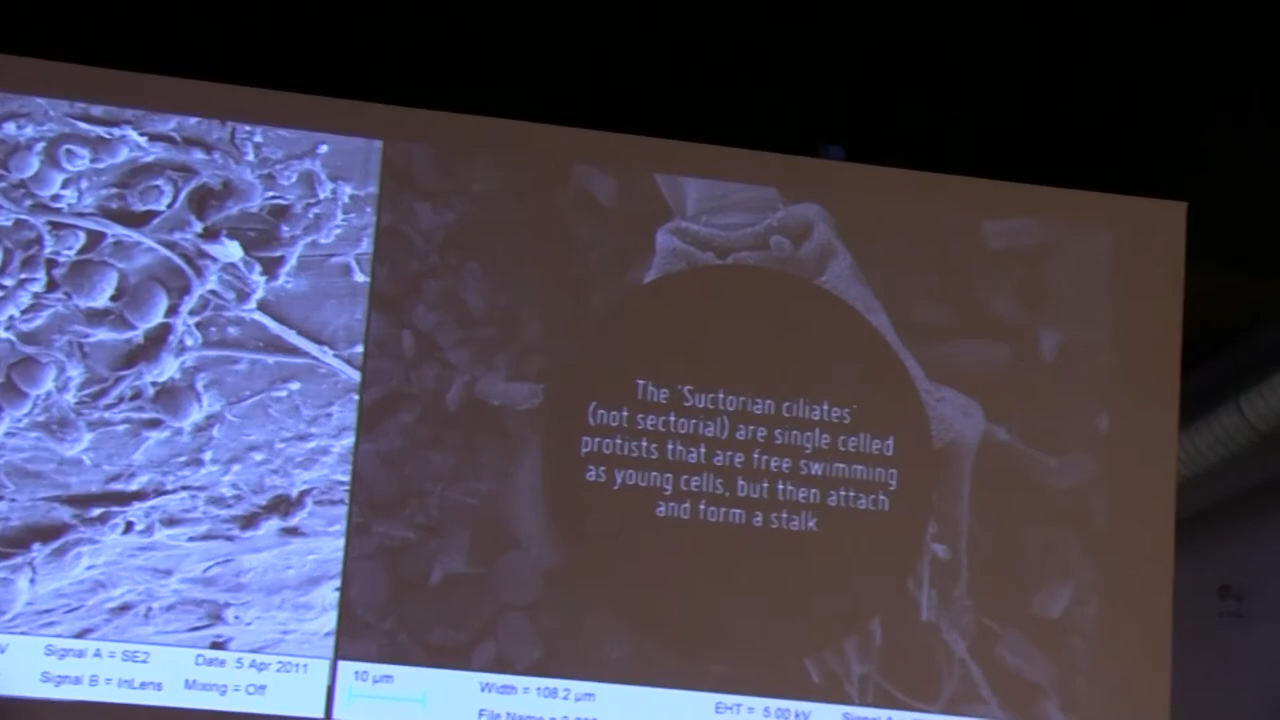 The 'Suctorian ciliates'
(not sectorial) are single celled
protists that are free swimming
as young cells, but then attach
and form a stalk
Signal A = SE2 Date :5 Apr 2011
Signal B = InLens Mixing = Off
10 µm
Width = 108.2 µm
EHT = 5.00 kV
File Name =